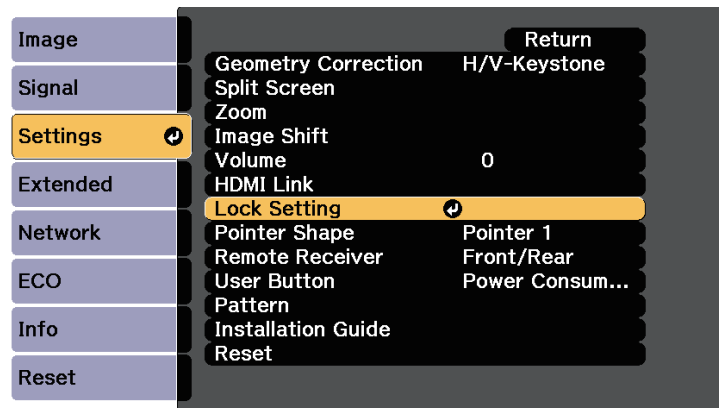 Image
Signal
Settings
Extended
Network
ECO
Info
Reset
Return
Geometry Correction H/V-Keystone
Split Screen
Zoom
Image Shift
Volume 0
HDMI Link
Lock Setting
Pointer Shape Pointer 1
Remote Receiver Front/Rear
User Button Power Consum...
Pattern
Installation Guide
Reset